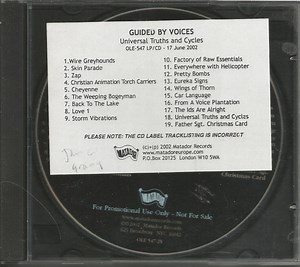 GUIDED BY VOICES
Universal Truths and Cycles
OLE-547 LP/CD - 17 June 2002
1.Wire Greyhounds
2. Skin Parade
3. Zap
4. Christian Animation Torch Carriers
5. Cheyenne
6. The Weeping Bogeyman
7. Back To the Lake
8. Love 1
9. Storm Vibrations
10. Factory of Raw Essentials
11. Everywhere with Helicopter
12. Pretty Bombs
13. Eureka Signs
14. Wings of Thorn
15. Car Language
16. From A Voice Plantation
17. The Ids Are Alright
18. Universal Truths and Cycles
19. Father Sgt. Christmas Card
PLEASE NOTE: THE CD LABEL TRACKLISTING IS INCORRECT
MATADOR
(c)+(p) 2002 Matador Records
www.matadoreurope.com
P.O.Box 20125 London W10 5WA
Christmas Card
For Promotional Use Only - Not For Sale